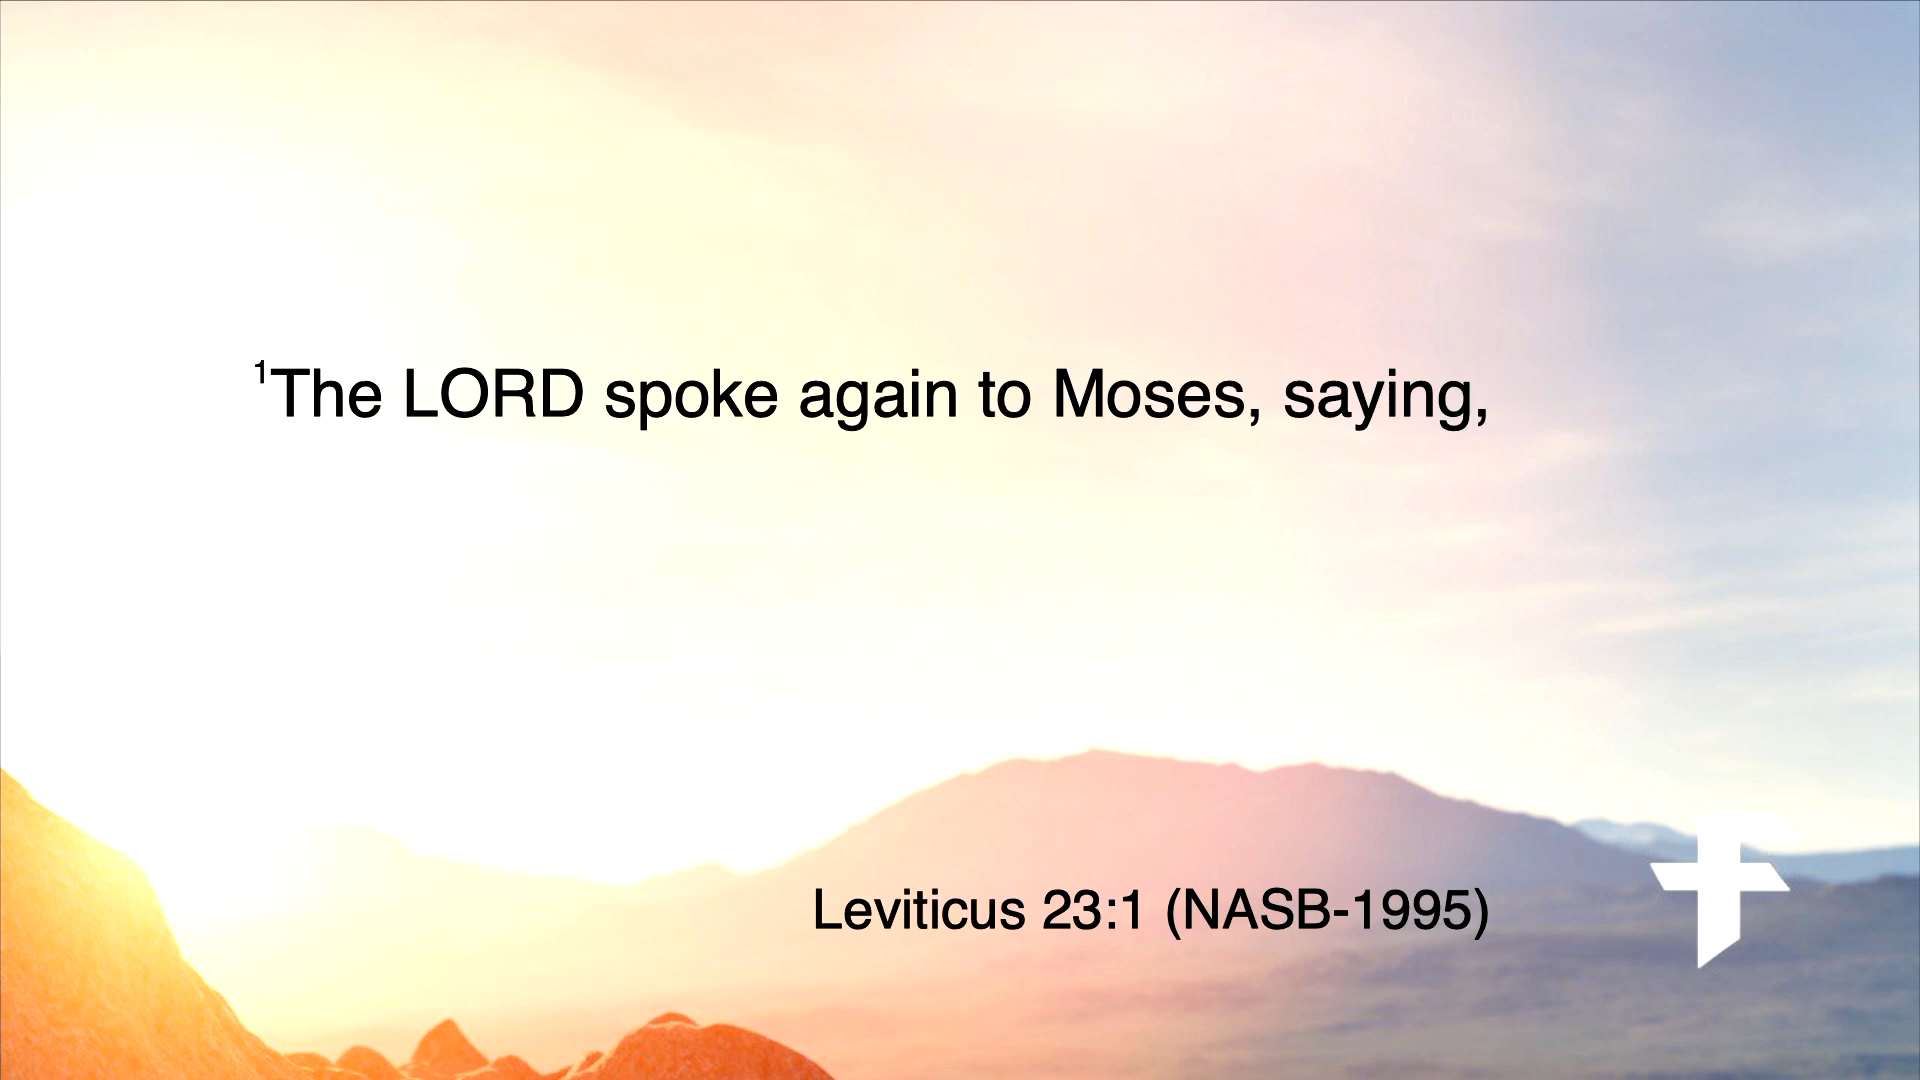 ¹The LORD spoke again to Moses, saying,
Leviticus 23:1 (NASB-1995)